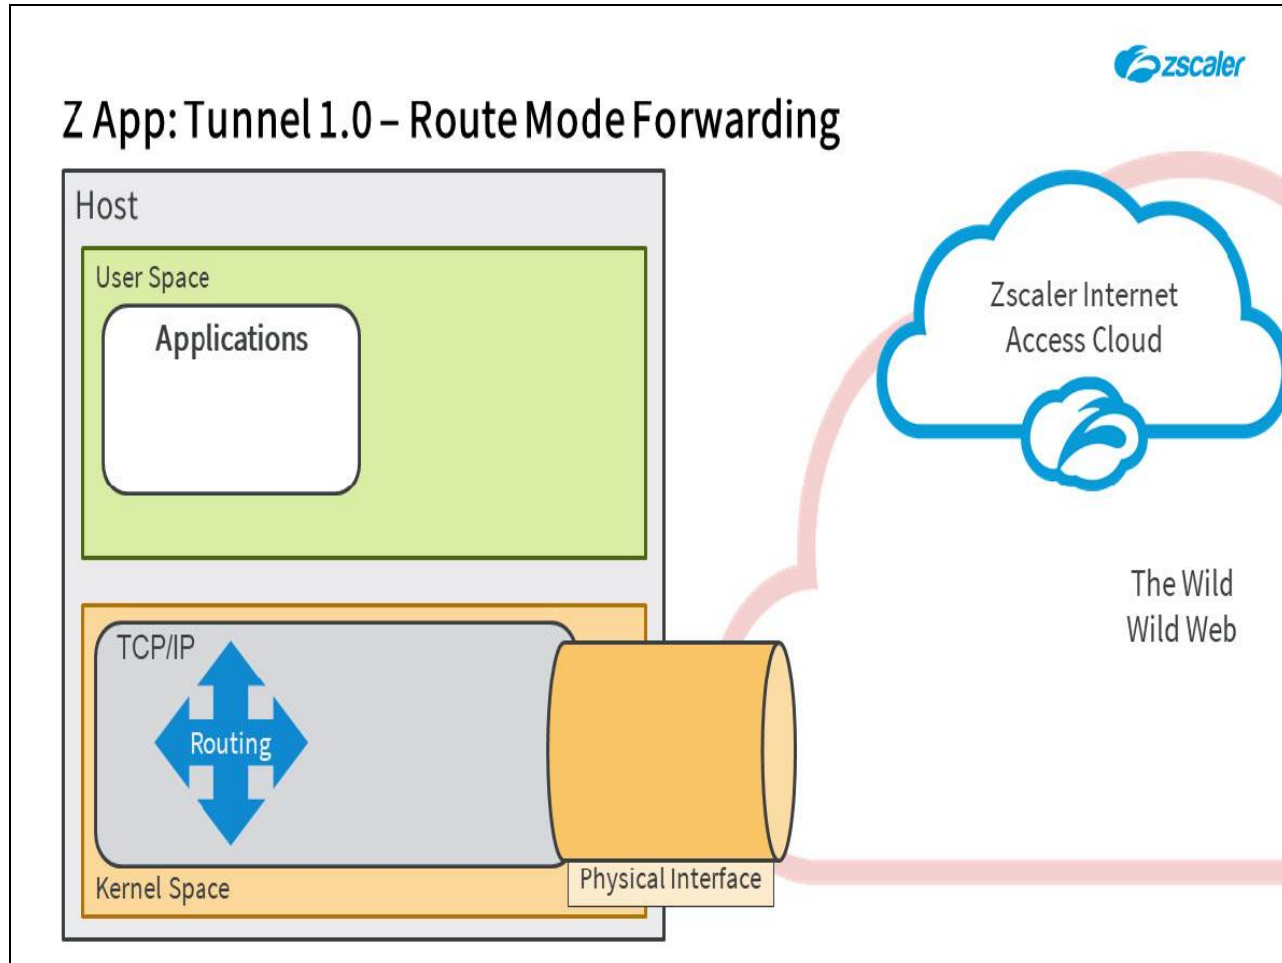 zscaler
Z App: Tunnel 1.0 – Route Mode Forwarding
Host
User Space
Applications
Zscaler Internet
Access Cloud
The Wild
Wild Web
TCP/IP
Routing
Kernel Space
Physical Interface